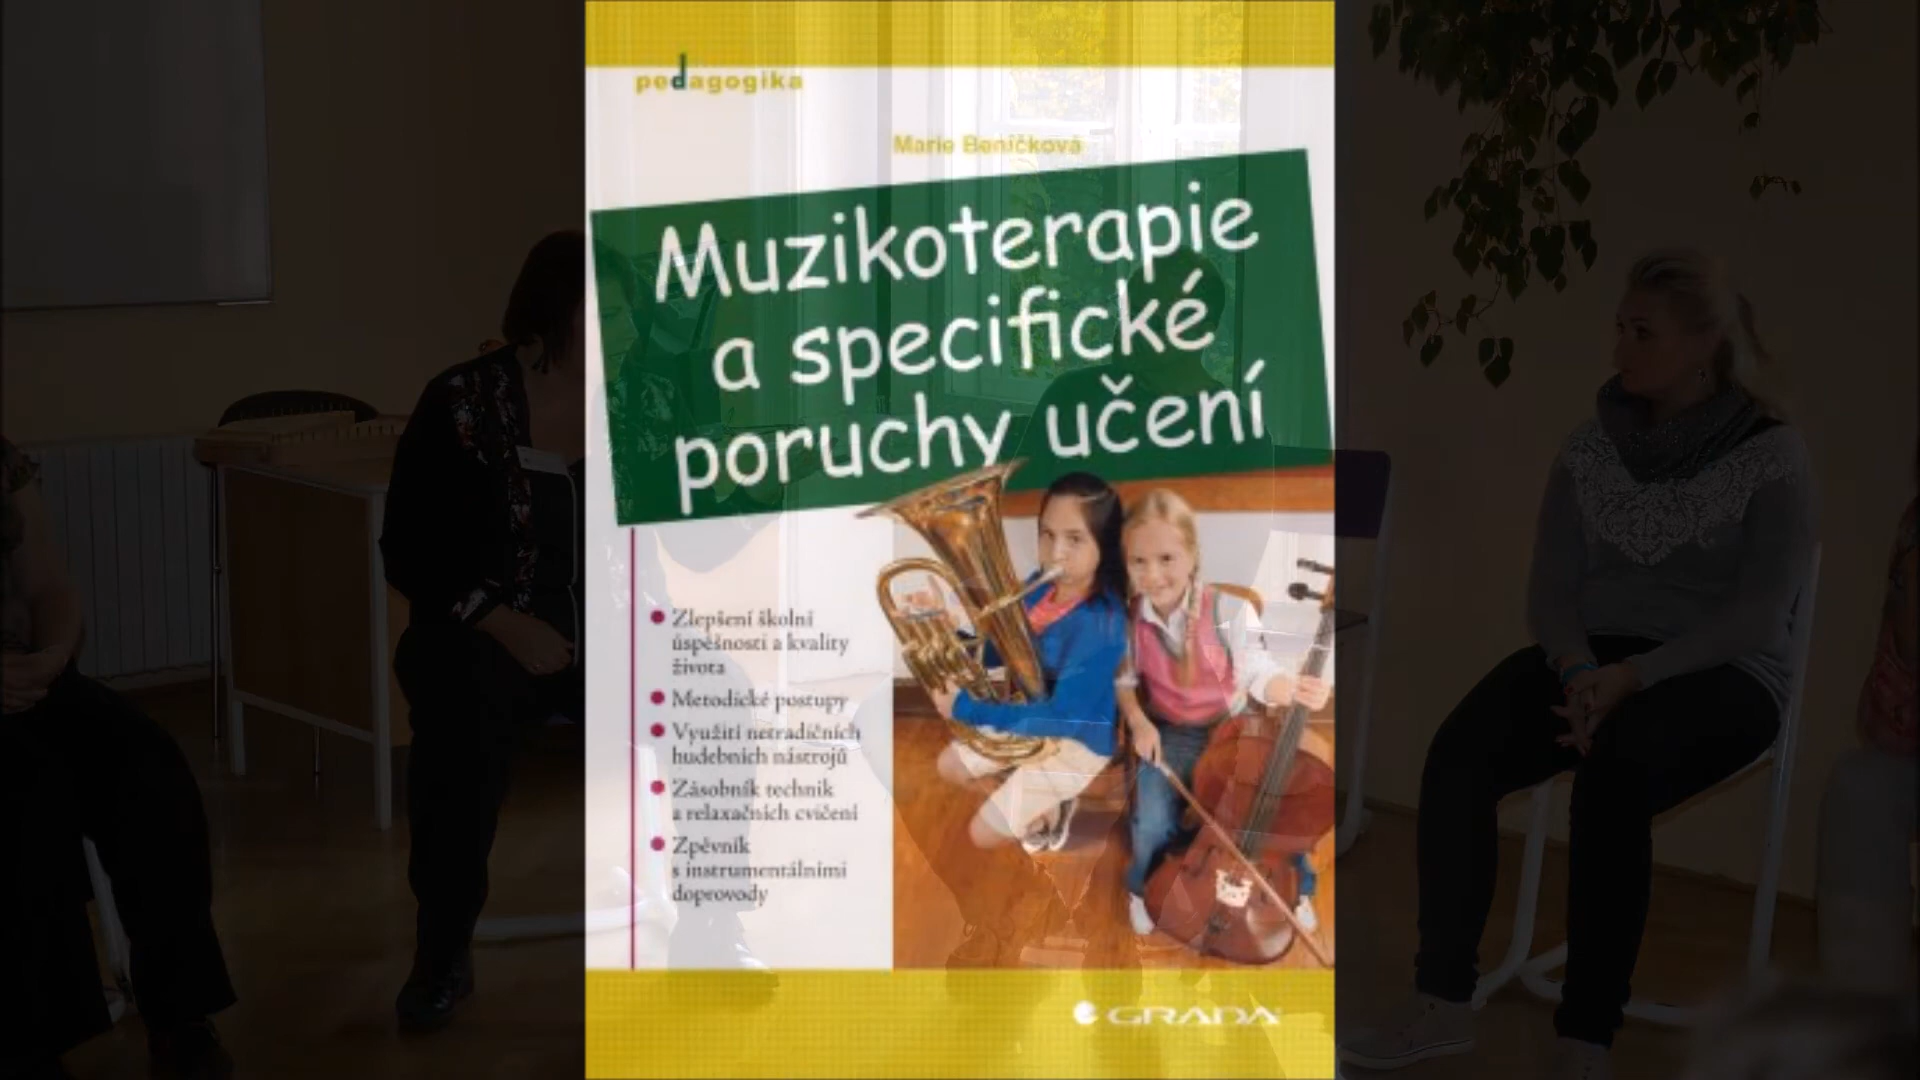 pedagogika
Marie Beníčková
Muzikoterapie
a specifické
poruchy učení
Zlepšení školní
úspěšnosti a kvality
života
Metodické postupy
Využití netradičních
hudebních nástrojů
Zásobník technik
a relaxačních cvičení
Zpěvník
s instrumentálními
doprovody
GRADA